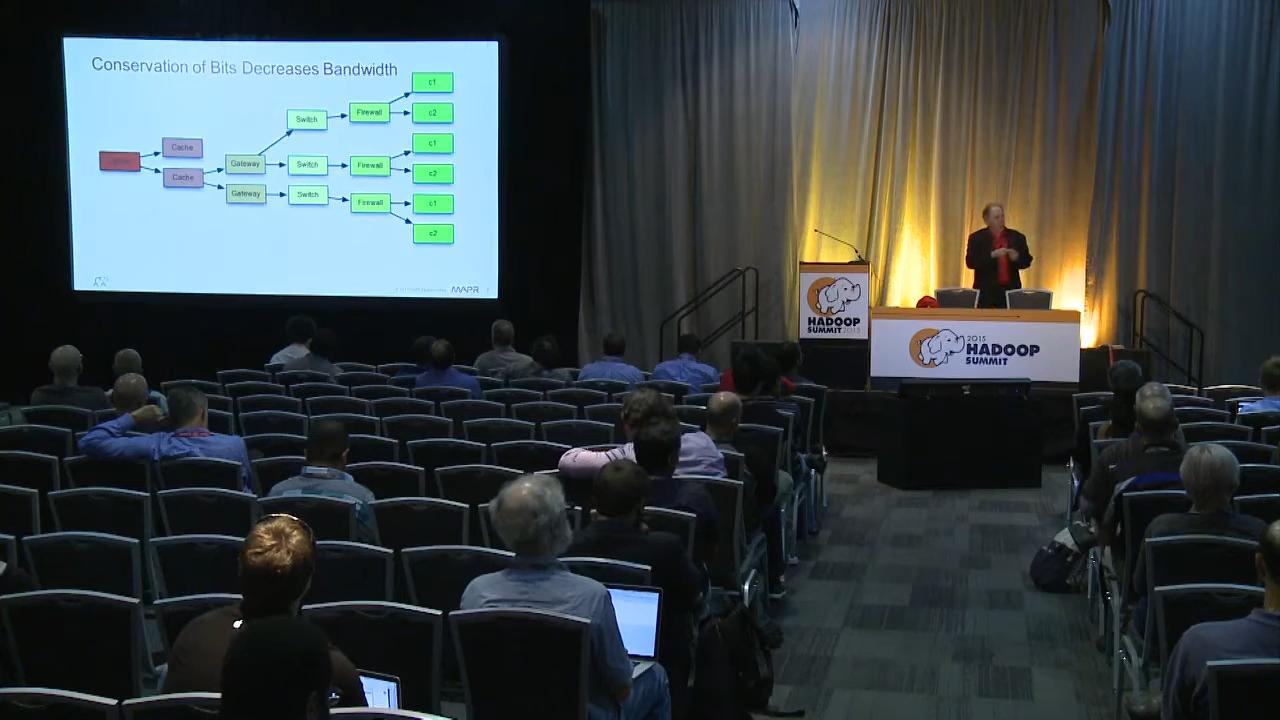 Conservation of Bits Decreases Bandwidth
c1
Switch
Firewall
c2
Cache
c1
Gateway
Switch
Firewall
Cache
c2
Gateway
Switch
Firewall
c1
c2
MAPR
HADOOP
SUMMIT 2015
2015
HADOOP
SUMMIT